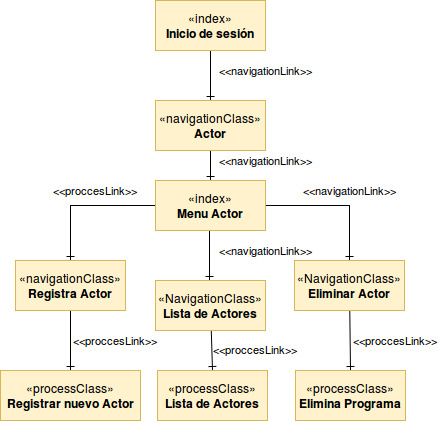 «index»
Inicio de sesión
<<navigationLink>>
«navigationClass»
Actor
<<navigationLink>>
<<proccesLink>>
«index»
Menu Actor
<<navigationLink>>
<<navigationLink>>
«navigationClass»
Registra Actor
«NavigationClass»
Lista de Actores
«NavigationClass»
Eliminar Actor
<<proccesLink>>
<<proccesLink>>
<<proccesLink>>
«processClass»
Registrar nuevo Actor
«processClass»
Lista de Actores
«processClass»
Elimina Programa